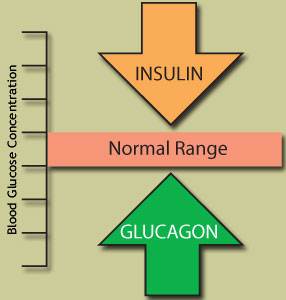 Blood Glucose Concentration
INSULIN
Normal Range
GLUCAGON